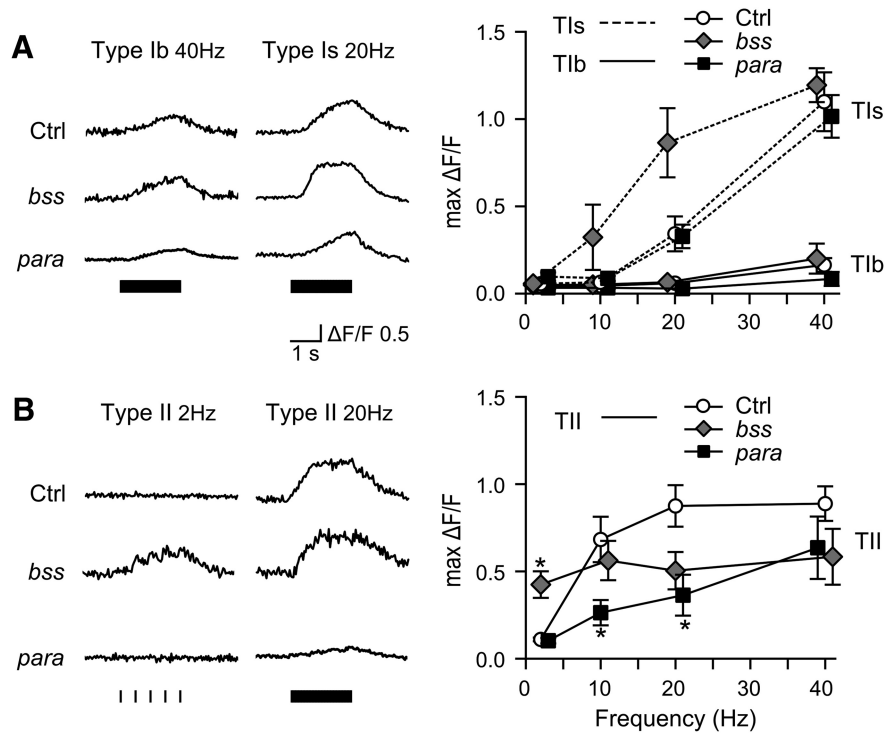 A
Type Ib 40Hz
Type Is 20Hz
Ctrl
bss
para
ΔF/F 0.5
1 s
TIs
TIb
Ctrl
bss
para
max ΔF/F
1.5
1.0
0.5
0.0
0 10 20 30 40
TIs
TIb
B
Type II 2Hz
Type II 20Hz
Ctrl
bss
para
TII
Ctrl
bss
para
max ΔF/F
1.5
1.0
0.5
0.0
*
*
*
TII
0 10 20 30 40
Frequency (Hz)